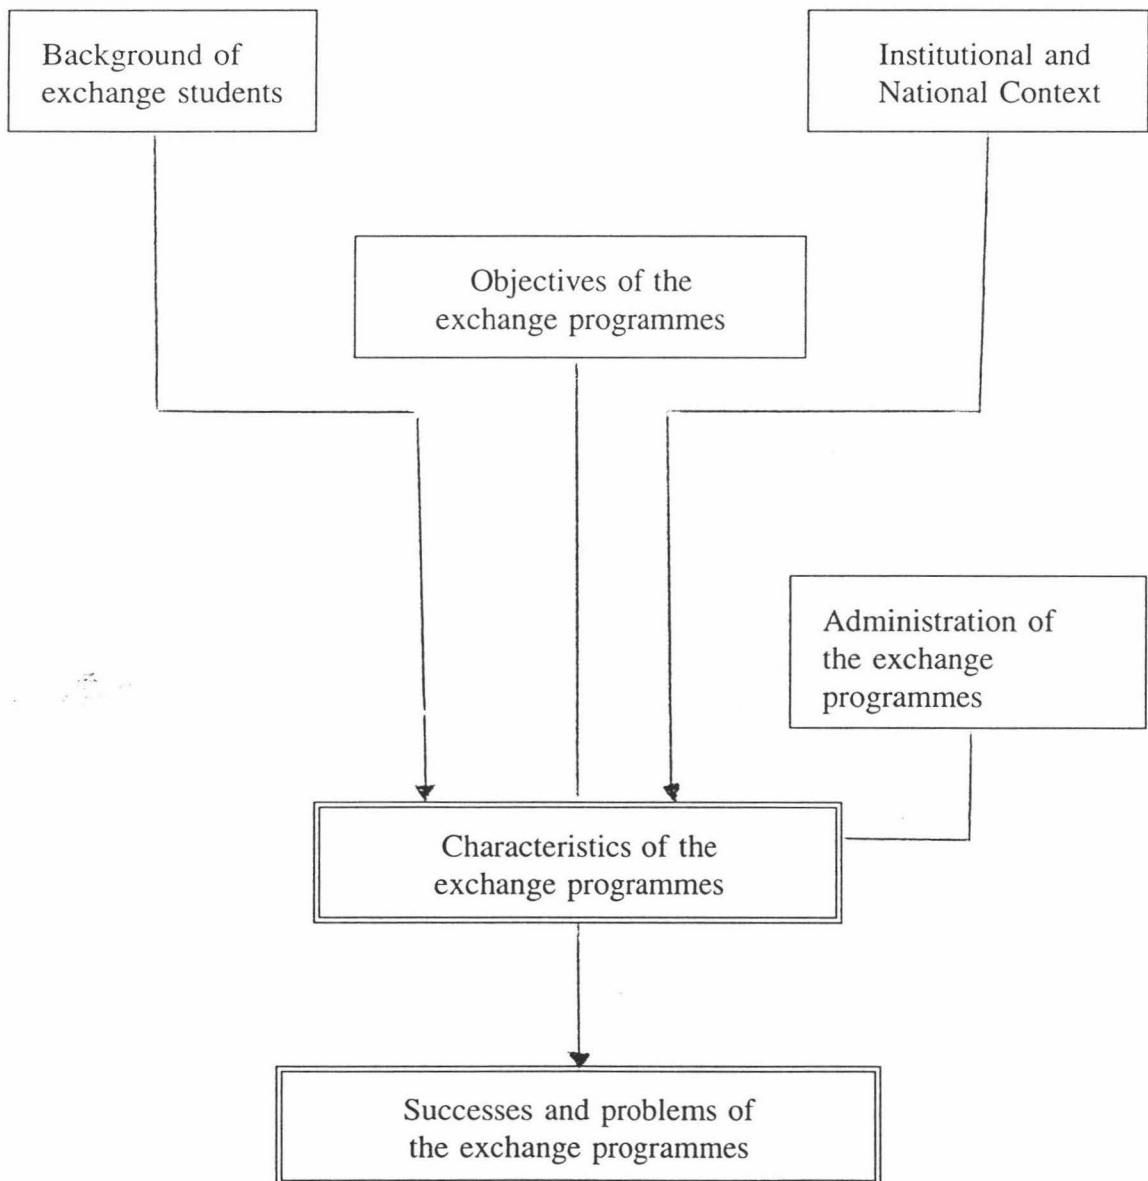 Background of
exchange students
Institutional and
National Context
Objectives of the
exchange programmes
Administration of
the exchange
programmes
Characteristics of the
exchange programmes
Successes and problems of
the exchange programmes